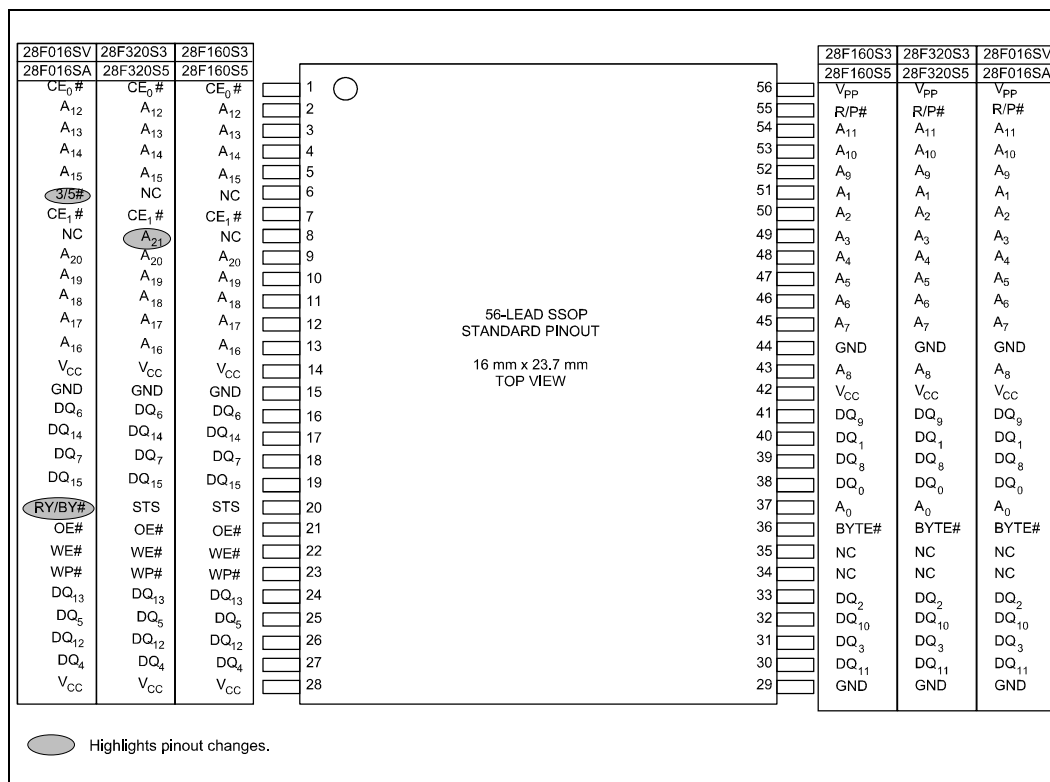 28F016SV 28F320S3 28F160S3 28F160S3 28F320S3 28F016SV
28F016SA 28F320S5 28F160S5 28F160S5 28F320S5 28F016SA
CE0# CE0# CE0# 1 56 VPP VPP VPP
A12 A12 A12 2 55 R/P# R/P# R/P#
A13 A13 A13 3 54 A11 A11 A11
A14 A14 A14 4 53 A10 A10 A10
A15 A15 A15 5 52 A9 A9 A9
3/5# NC NC 6 51 A1 A1 A1
CE1# CE1# CE1# 7 50 A2 A2 A2
NC A21 NC 8 49 A3 A3 A3
A20 A20 A20 9 48 A4 A4 A4
A19 A19 A19 10 47 A5 A5 A5
A18 A18 A18 11 46 A6 A6 A6
A17 A17 A17 12 45 A7 A7 A7
A16 A16 A16 13 44 GND GND GND
VCC VCC VCC 14 43 A8 A8 A8
GND GND GND 15 42 VCC VCC VCC
DQ6 DQ6 DQ6 16 41 DQ9 DQ9 DQ9
DQ14 DQ14 DQ14 17 40 DQ1 DQ1 DQ1
DQ7 DQ7 DQ7 18 39 DQ8 DQ8 DQ8
DQ15 DQ15 DQ15 19 38 DQ0 DQ0 DQ0
RY/BY# STS STS 20 37 A0 A0 A0
OE# OE# OE# 21 36 BYTE# BYTE# BYTE#
WE# WE# WE# 22 35 NC NC NC
WP# WP# WP# 23 34 NC NC NC
DQ13 DQ13 DQ13 24 33 DQ2 DQ2 DQ2
DQ5 DQ5 DQ5 25 32 DQ10 DQ10 DQ10
DQ12 DQ12 DQ12 26 31 DQ3 DQ3 DQ3
DQ4 DQ4 DQ4 27 30 DQ11 DQ11 DQ11
VCC VCC VCC 28 29 GND GND GND
56-LEAD SSOP
STANDARD PINOUT
16 mm x 23.7 mm
TOP VIEW
Highlights pinout changes.